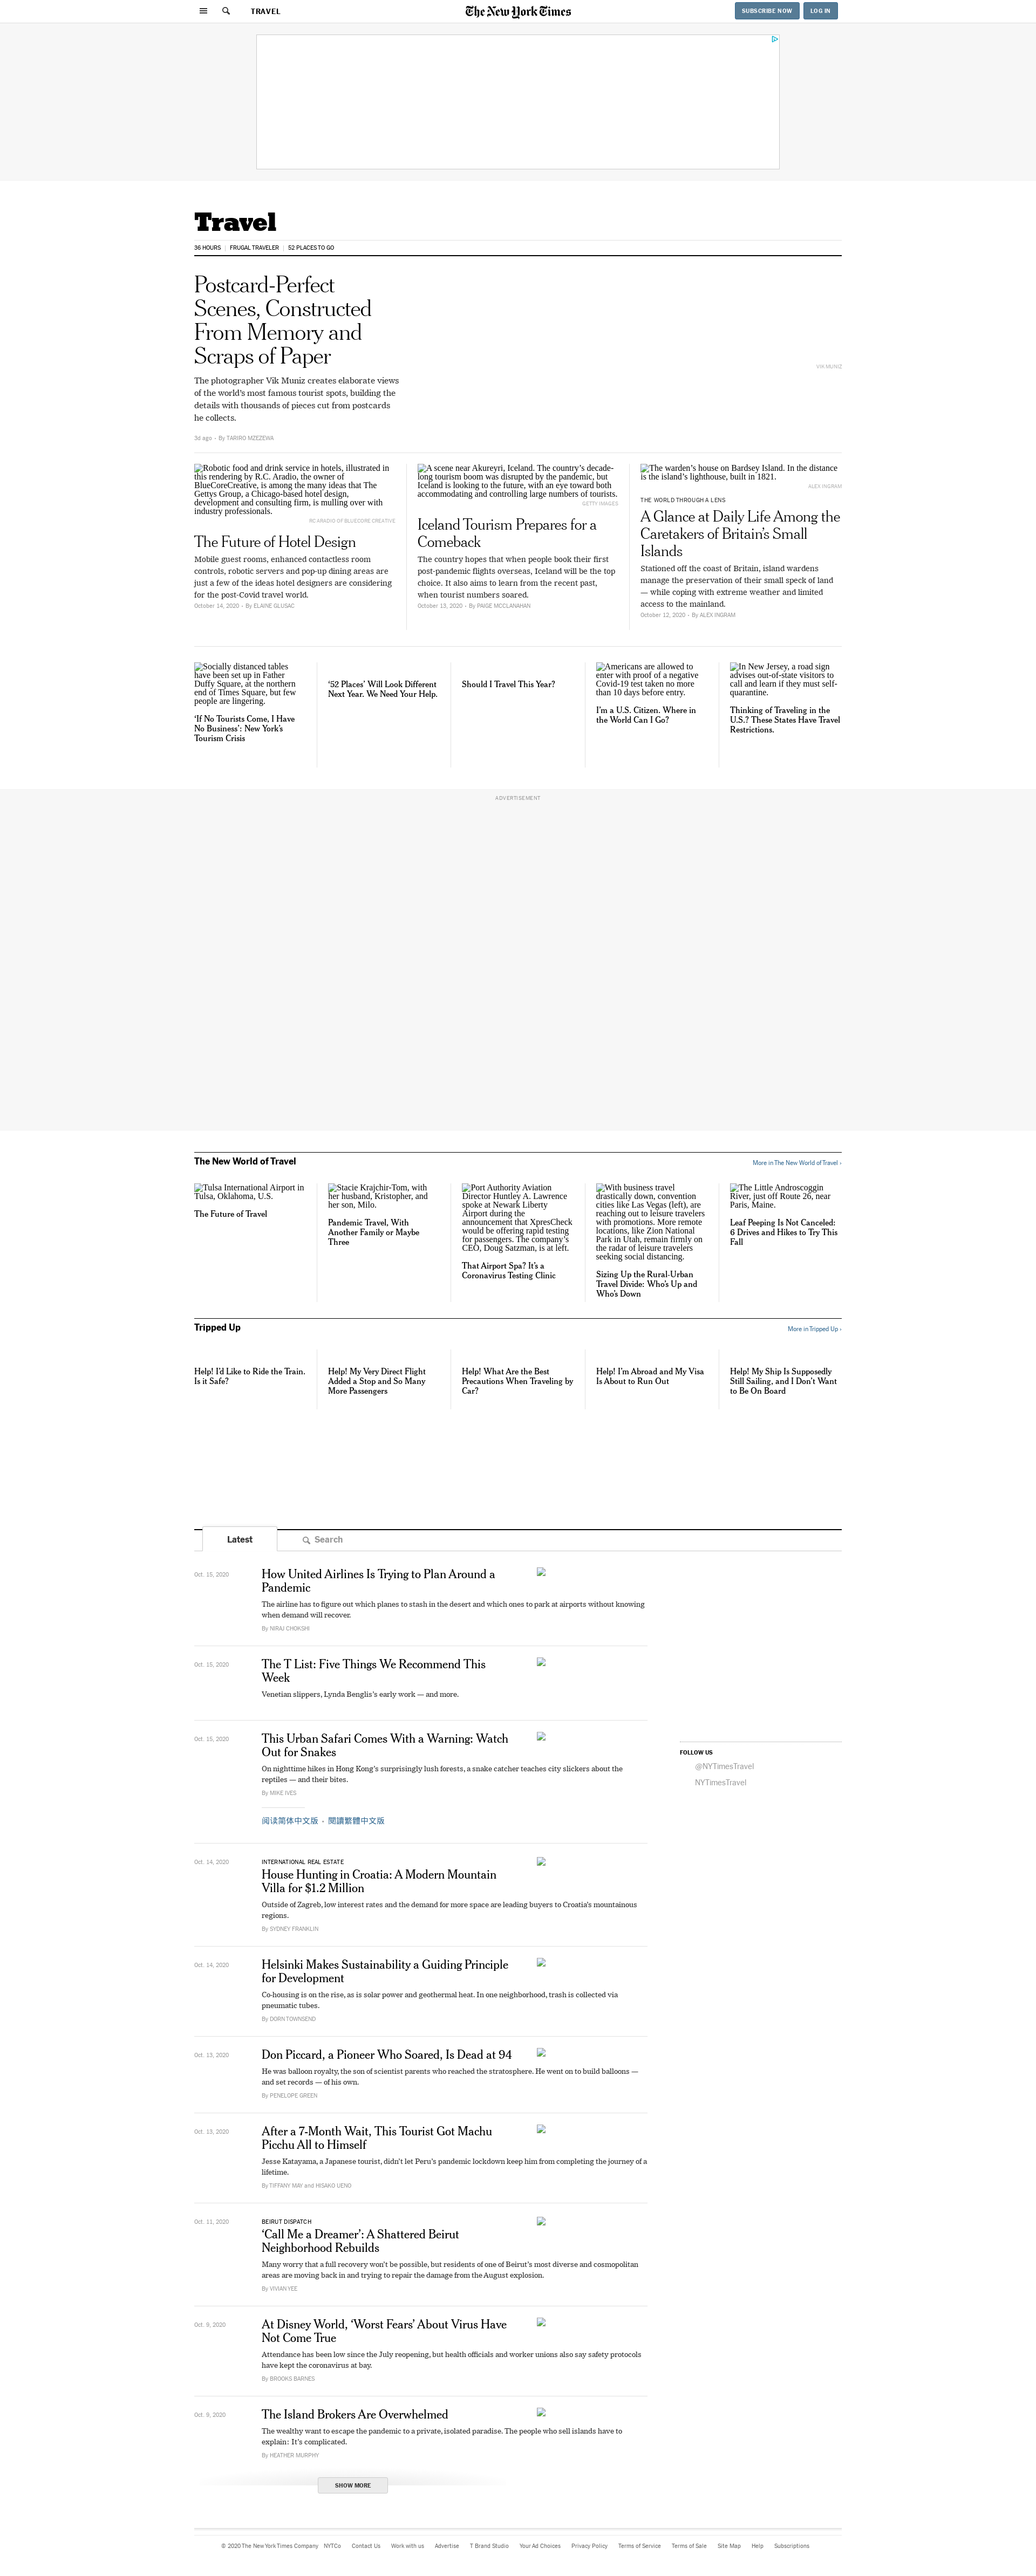 TRAVEL
The New York Times
SUBSCRIBE NOW
LOG IN
Travel
36 HOURS
FRUGAL TRAVELER
52 PLACES TO GO
Postcard-Perfect
Scenes, Constructed
From Memory and
Scraps of Paper
The photographer Vik Muniz creates elaborate views
of the world's most famous tourist spots, building the
details with thousands of pieces cut from postcards
he collects.
3d ago - By TARIRO MZEZEWA
VIK MUNIZ
Robotic food and drink service in hotels, illustrated in
this rendering by R.C. Aradio, the owner of
BlueCoreCreative, is among the many ideas that The
Gettys Group, a Chicago-based hotel design,
development and consulting firm, is mulling over with
industry professionals.
RC ARADIO OF BLUECORE CREATIVE
The Future of Hotel Design
Mobile guest rooms, enhanced contactless room
controls, robotic servers and pop-up dining areas are
just a few of the ideas hotel designers are considering
for the post-Covid travel world.
October 14, 2020 - By ELAINE GLUSAC
A scene near Akureyri, Iceland. The country's decade-
long tourism boom was disrupted by the pandemic, but
Iceland is looking to the future, with an eye toward both
accommodating and controlling large numbers of tourists.
GETTY IMAGES
Iceland Tourism Prepares for a
Comeback
The country hopes that when people book their first
post-pandemic flights overseas, Iceland will be the top
choice. It also aims to learn from the recent past,
when tourist numbers soared.
October 13, 2020 - By PAIGE MCCLANAHAN
The warden's house on Bardsey Island. In the distance
is the island's lighthouse, built in 1821.
ALEX INGRAM
THE WORLD THROUGH A LENS
A Glance at Daily Life Among the
Caretakers of Britain's Small
Islands
Stationed off the coast of Britain, island wardens
manage the preservation of their small speck of land
— while coping with extreme weather and limited
access to the mainland.
October 12, 2020 - By ALEX INGRAM
Socially distanced tables
have been set up in Father
Duffy Square, at the northern
end of Times Square, but few
people are lingering.
'If No Tourists Come, I Have
No Business': New York's
Tourism Crisis
'52 Places' Will Look Different
Next Year. We Need Your Help.
Should I Travel This Year?
Americans are allowed to
enter with proof of a negative
Covid-19 test taken no more
than 10 days before entry.
I'm a U.S. Citizen. Where in
the World Can I Go?
In New Jersey, a road sign
advises out-of-state visitors to
call and learn if they must self-
quarantine.
Thinking of Traveling in the
U.S.? These States Have Travel
Restrictions.
ADVERTISEMENT
The New World of Travel
More in The New World of Travel ›
Tulsa International Airport in
Tulsa, Oklahoma, U.S.
The Future of Travel
Stacie Krajchir-Tom, with
her husband, Kristopher, and
her son, Milo.
Pandemic Travel, With
Another Family or Maybe
Three
Port Authority Aviation
Director Huntley A. Lawrence
spoke at Newark Liberty
Airport during the
announcement that XpresCheck
would be offering rapid testing
for passengers. The company's
CEO, Doug Satzman, is at left.
That Airport Spa? It's a
Coronavirus Testing Clinic
With business travel
drastically down, convention
cities like Las Vegas (left), are
reaching out to leisure travelers
with promotions. More remote
locales, like Zion National
Park in Utah, remain firmly on
the radar of leisure travelers
seeking social distancing.
Sizing Up the Rural-Urban
Travel Divide: Who's Up and
Who's Down
The Little Androscoggin
River, just off Route 26, near
Paris, Maine.
Leaf Peeping Is Not Canceled:
6 Drives and Hikes to Try This
Fall
Tripped Up
More in Tripped Up ›
Help! I'd Like to Ride the Train.
Is it Safe?
Help! My Very Direct Flight
Added a Stop and So Many
More Passengers
Help! What Are the Best
Precautions When Traveling by
Car?
Help! I'm Abroad and My Visa
Is About to Run Out
Help! My Ship Is Supposedly
Still Sailing, and I Don't Want
to Be On Board
Latest
Search
Oct. 15, 2020
How United Airlines Is Trying to Plan Around a
Pandemic
The airline has to figure out which planes to stash in the desert and which ones to park at airports without knowing
when demand will recover.
By NIRAJ CHOKSHI
Oct. 15, 2020
The T List: Five Things We Recommend This
Week
Venetian slippers, Lynda Benglis's early work — and more.
Oct. 15, 2020
This Urban Safari Comes With a Warning: Watch
Out for Snakes
On nighttime hikes in Hong Kong's surprisingly lush forests, a snake catcher teaches city slickers about the
reptiles — and their bites.
By MIKE IVES
阅读简体中文版 · 閱讀繁體中文版
FOLLOW US
@NYTimesTravel
NYTimesTravel
Oct. 14, 2020
INTERNATIONAL REAL ESTATE
House Hunting in Croatia: A Modern Mountain
Villa for $1.2 Million
Outside of Zagreb, low interest rates and the demand for more space are leading buyers to Croatia's mountainous
regions.
By SYDNEY FRANKLIN
Oct. 14, 2020
Helsinki Makes Sustainability a Guiding Principle
for Development
Co-housing is on the rise, as is solar power and geothermal heat. In one neighborhood, trash is collected via
pneumatic tubes.
By DORN TOWNSEND
Oct. 13, 2020
Don Piccard, a Pioneer Who Soared, Is Dead at 94
He was balloon royalty, the son of scientist parents who reached the stratosphere. He went on to build balloons —
and set records — of his own.
By PENELOPE GREEN
Oct. 13, 2020
After a 7-Month Wait, This Tourist Got Machu
Picchu All to Himself
Jesse Katayama, a Japanese tourist, didn't let Peru's pandemic lockdown keep him from completing the journey of a
lifetime.
By TIFFANY MAY and HISAKO UENO
Oct. 11, 2020
BEIRUT DISPATCH
'Call Me a Dreamer': A Shattered Beirut
Neighborhood Rebuilds
Many worry that a full recovery won't be possible, but residents of one of Beirut's most diverse and cosmopolitan
areas are moving back in and trying to repair the damage from the August explosion.
By VIVIAN YEE
Oct. 9, 2020
At Disney World, 'Worst Fears' About Virus Have
Not Come True
Attendance has been low since the July reopening, but health officials and worker unions also say safety protocols
have kept the coronavirus at bay.
By BROOKS BARNES
Oct. 9, 2020
The Island Brokers Are Overwhelmed
The wealthy want to escape the pandemic to a private, isolated paradise. The people who sell islands have to
explain: It's complicated.
By HEATHER MURPHY
SHOW MORE
© 2020 The New York Times Company NYTCo Contact Us Work with us Advertise T Brand Studio Your Ad Choices Privacy Policy Terms of Service Terms of Sale Site Map Help Subscriptions